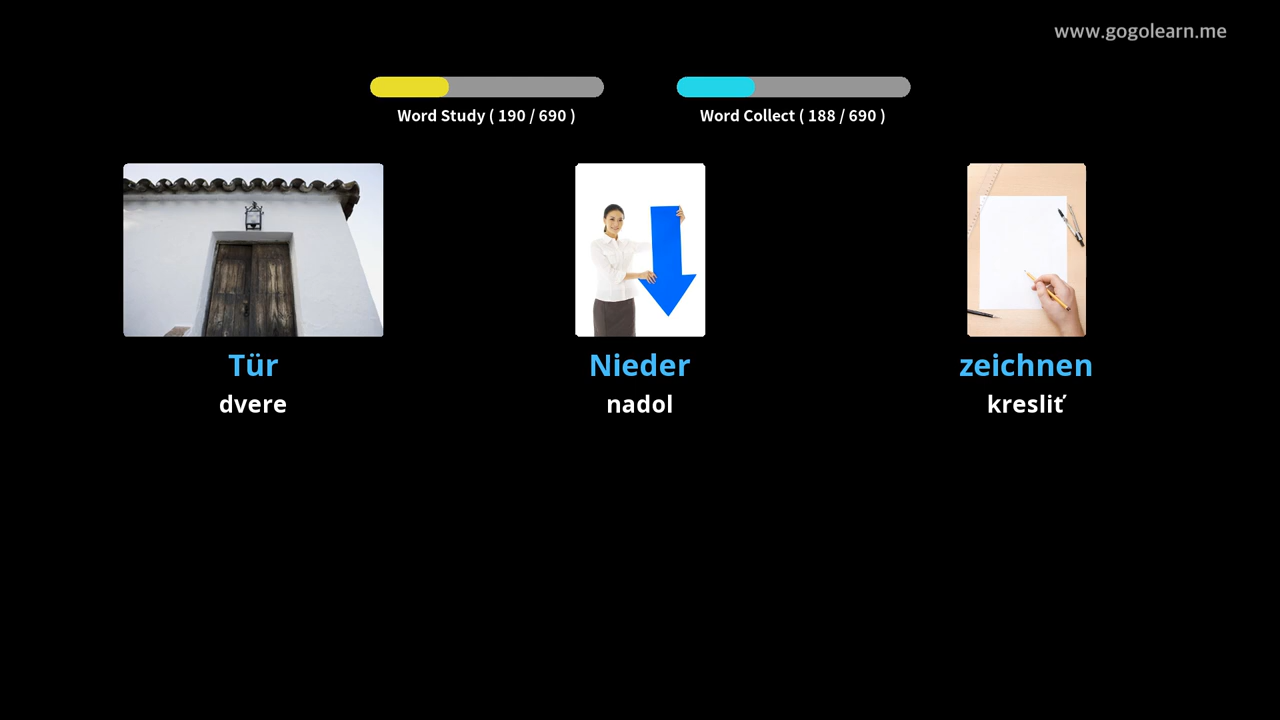 www.gogolearn.me
Word Study ( 190 / 690 )
Word Collect ( 188 / 690 )
Tür
dvere
Nieder
nadol
zeichnen
kresliť